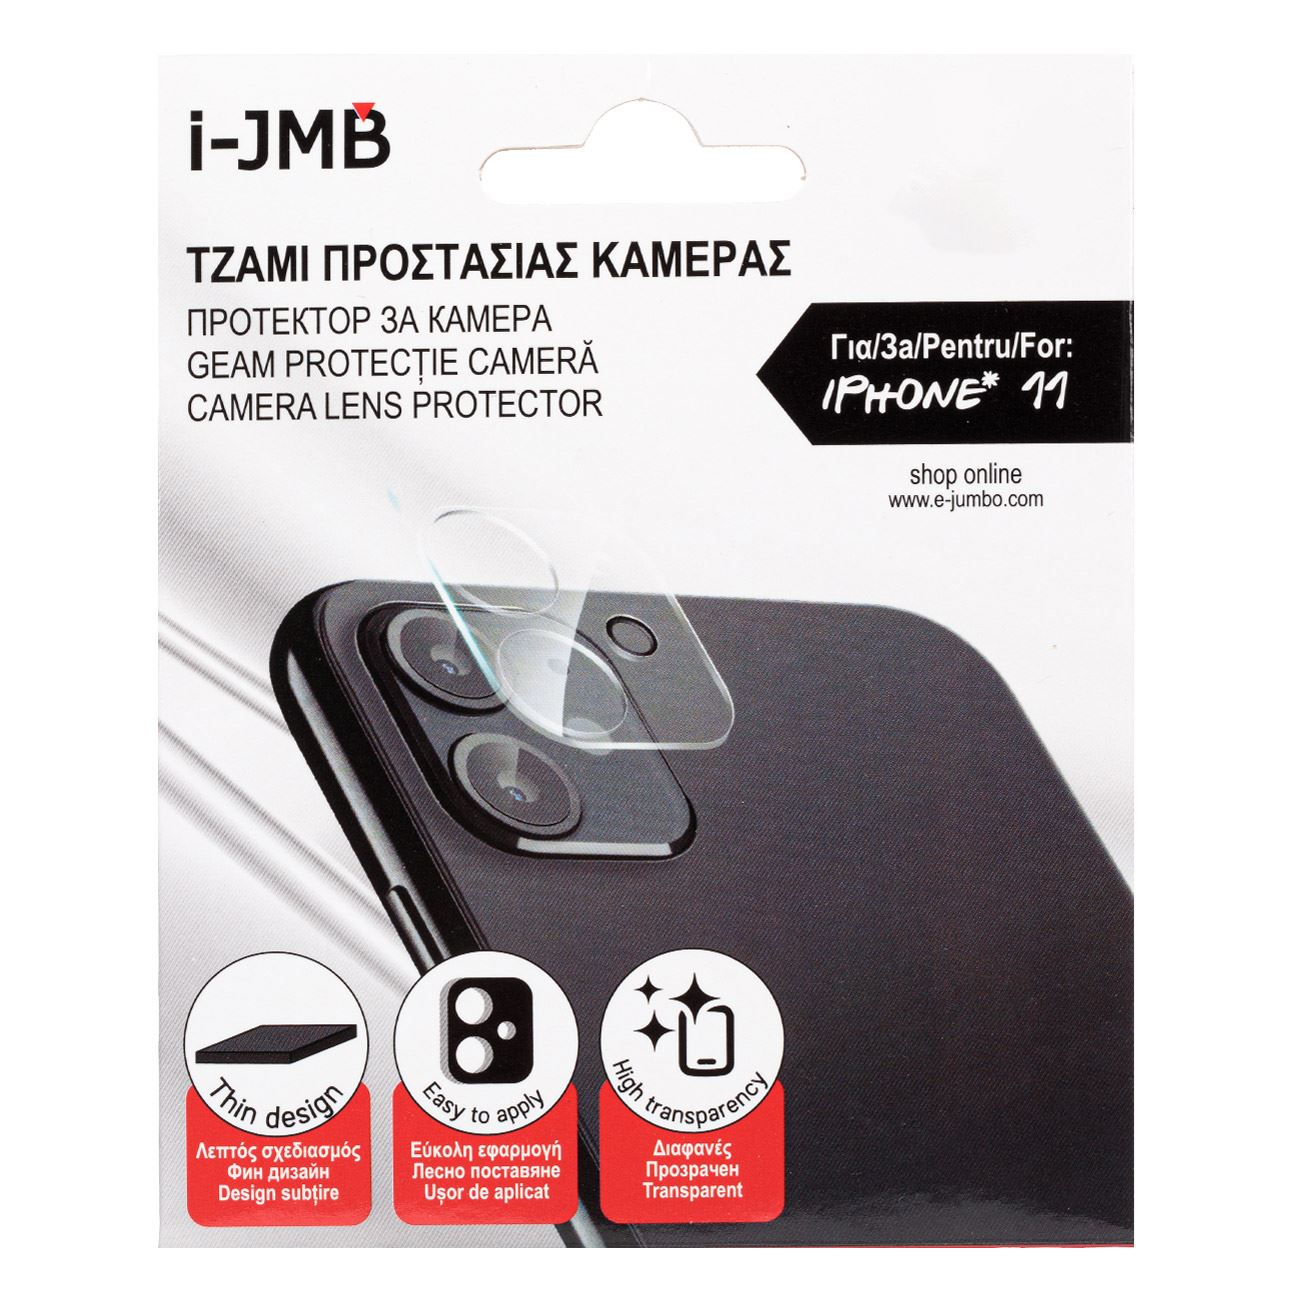 i-JMB
ΤΖΑΜΙ ΠΡΟΣΤΑΣΙΑΣ ΚΑΜΕΡΑΣ
ПРОТЕКТОР ЗА КАМЕРА
GEAM PROTECȚIE CAMERĂ
CAMERA LENS PROTECTOR
Για/За/Pentru/For:
IPHONE* 11
shop online
www.e-jumbo.com
Thin design
Λεπτός σχεδιασμός
Фин дизайн
Design subțire
Easy to apply
Εύκολη εφαρμογή
Лесно поставяне
Ușor de aplicat
High transparency
Διαφανές
Прозрачен
Transparent